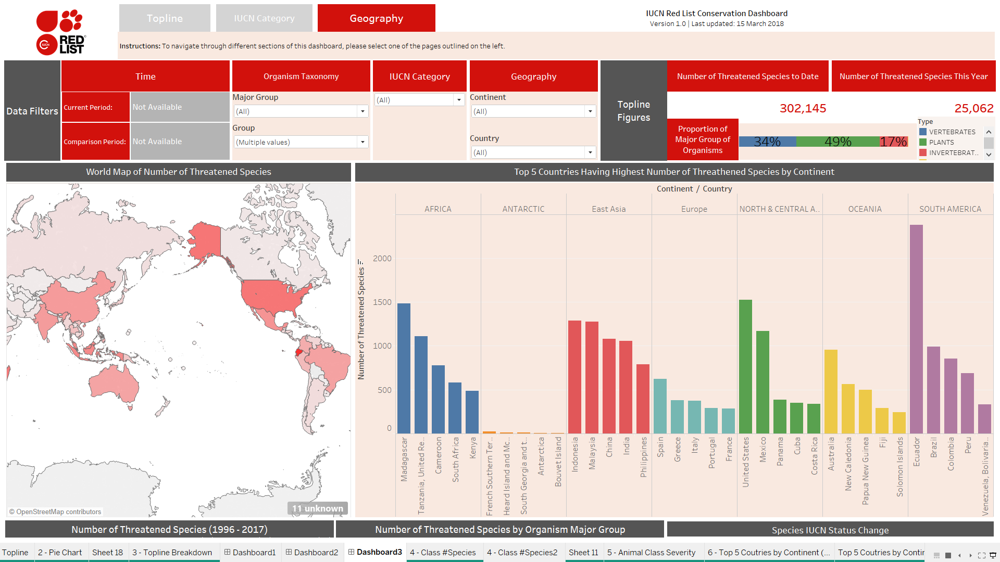 Topline
IUCN Category
Geography
IUCN Red List Conservation Dashboard
Version 1.0 | Last updated: 15 March 2018
IUCN
RED
LIST
Instructions: To navigate through different sections of this dashboard, please select one of the pages outlined on the left.
Data Filters
Time
Organism Taxonomy
IUCN Category
Geography
Topline
Figures
Number of Threatened Species to Date
Number of Threatened Species This Year
Current Period:
Not Available
Comparison Period:
Not Available
Major Group
(All)
Group
(Multiple values)
(All)
Continent
(All)
Country
(All)
302,145
25,062
Proportion of
Major Group of
Organisms
34%
49%
17%
Type
VERTEBRATES
PLANTS
INVERTEBRAT..
World Map of Number of Threatened Species
Top 5 Countries Having Highest Number of Threathened Species by Continent
© OpenStreetMap contributors
11 unknown
Continent / Country
AFRICA
ANTARCTIC
East Asia
Europe
NORTH & CENTRAL A..
OCEANIA
SOUTH AMERICA
Number of Threatened Species
2000
1500
1000
500
0
Madagascar
Tanzania, United Re..
Cameroon
South Africa
Kenya
French Southern Ter..
Heard Island and Mc..
South Georgia and t..
Antarctica
Bouvet Island
Indonesia
Malaysia
China
India
Philippines
Spain
Greece
Italy
Portugal
France
United States
Mexico
Panama
Cuba
Costa Rica
Australia
New Caledonia
Papua New Guinea
Fiji
Solomon Islands
Ecuador
Brazil
Colombia
Peru
Venezuela, Bolivaria..
Number of Threatened Species (1996 - 2017)
Number of Threatened Species by Organism Major Group
Species IUCN Status Change
Topline
2 - Pie Chart
Sheet 18
3 - Topline Breakdown
Dashboard1
Dashboard2
Dashboard3
4 - Class #Species
4 - Class #Species2
Sheet 11
5 - Animal Class Severity
6 - Top 5 Coutries by Continent (...
Top 5 Coutries by Contin